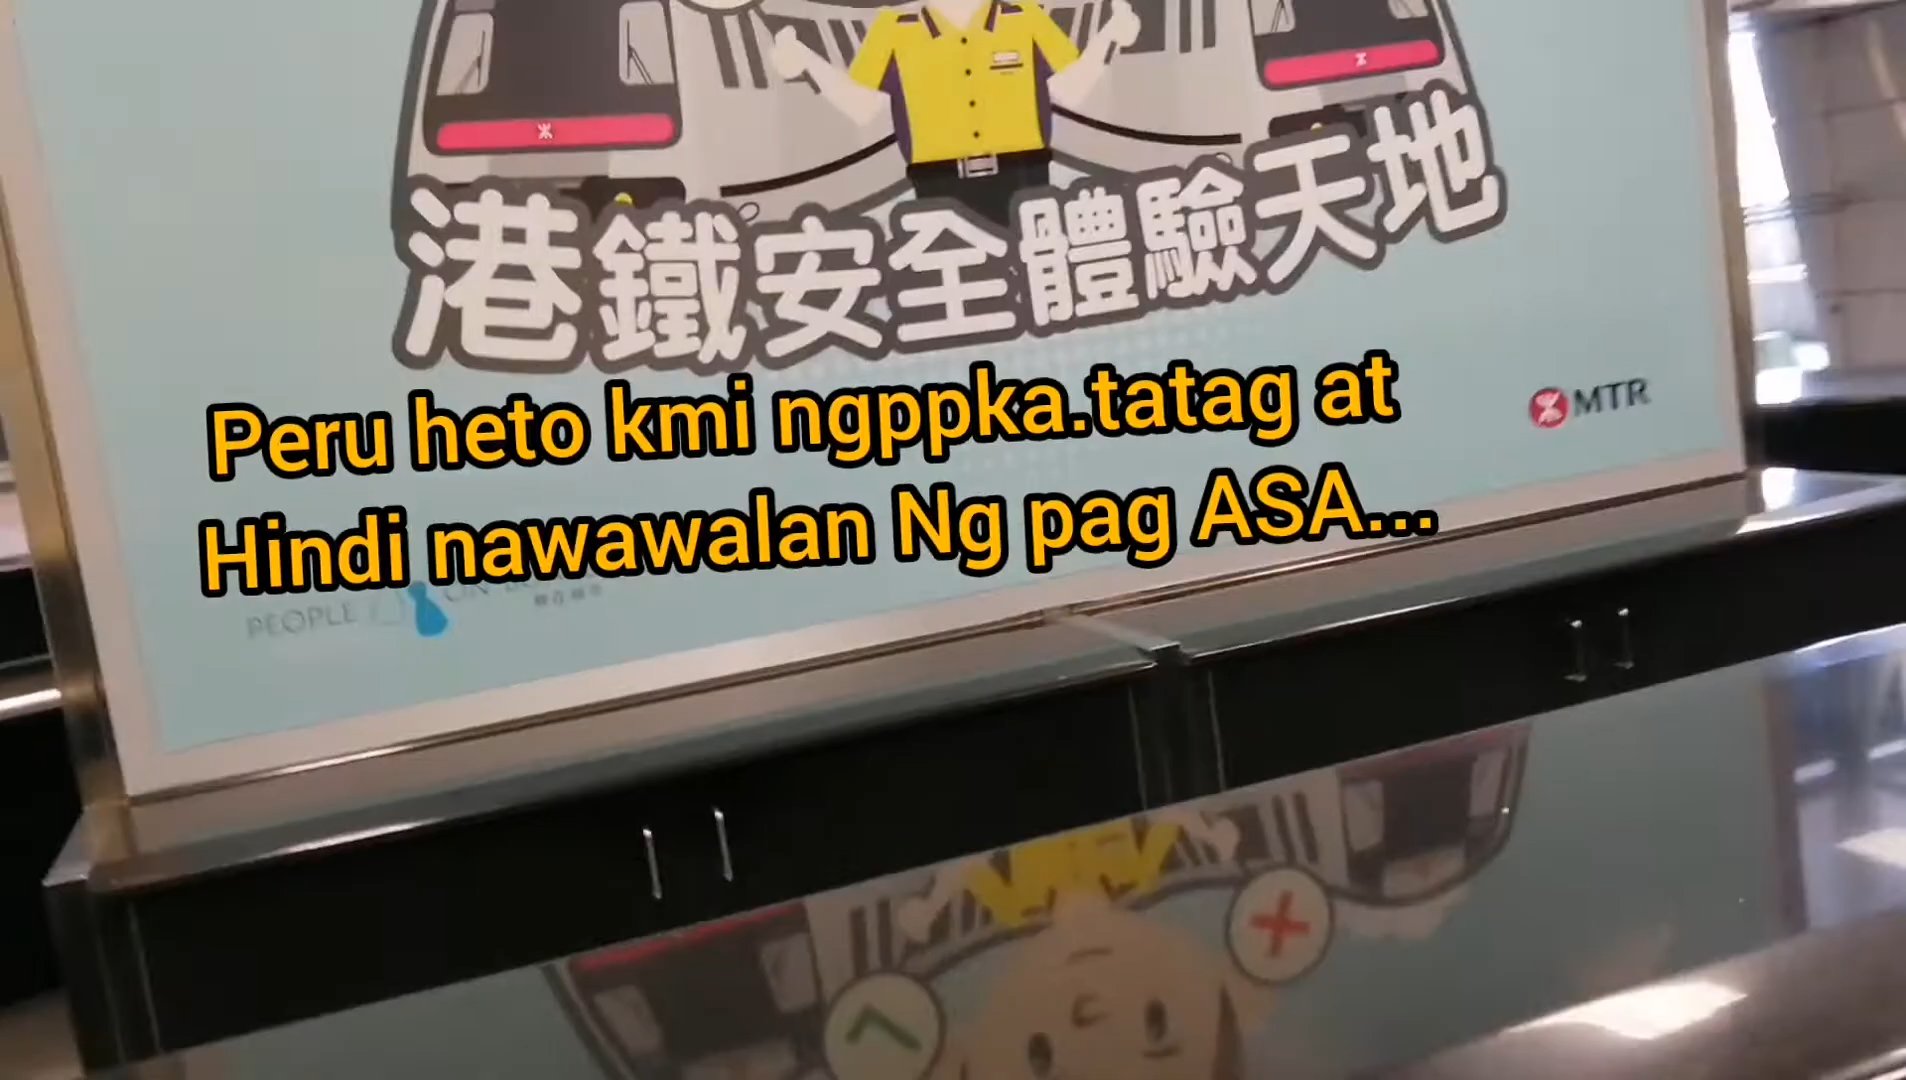 港鐵安全體驗天地
Peru heto kmi ngppka.tatag at
MTR
Hindi nawawalan Ng pag ASA...
PEOPLE ON